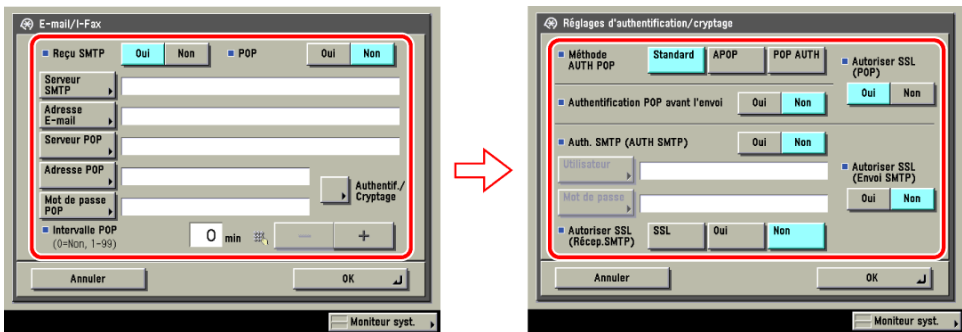 E-mail/I-Fax
Reçu SMTP Oui Non POP Oui Non
Serveur
SMTP
Adresse
E-mail
Serveur POP
Adresse POP
Mot de passe
POP
Authentif./
Cryptage
Intervalle POP
(0=Non, 1-99)
0 min - +
Annuler OK
Moniteur syst.
Réglages d'authentification/cryptage
Méthode
AUTH POP
Standard APOP POP AUTH
Autoriser SSL
(POP)
Oui Non
Authentification POP avant l'envoi Oui Non
Auth. SMTP (AUTH SMTP) Oui Non
Utilisateur
Mot de passe
Autoriser SSL
(Envoi SMTP)
Oui Non
Autoriser SSL
(Récep.SMTP)
SSL Oui Non
Annuler OK
Moniteur syst.